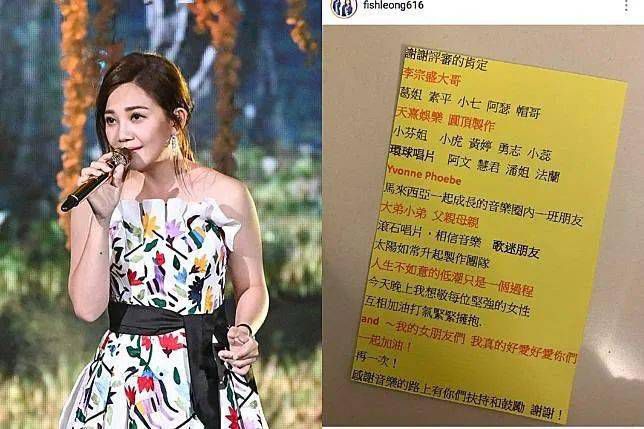 fishleong616
謝謝評審的肯定
李宗盛大哥
葛姐 素平 小七 阿瑟 帽哥
天熹娛樂 圓頂製作
小芬姐 小虎 黃婷 勇志 小蕊
環球唱片 阿文 慧君 潘姐 法蘭
Yvonne Phoebe
馬來西亞一起成長的音樂圈內一班朋友
大弟小弟 父親母親
滾石唱片，相信音樂 歌迷朋友
太陽如常升起製作團隊
人生不如意的低潮只是一個過程
今天晚上我想敬每位堅強的女性
互相加油打氣緊緊擁抱.
and ～我的女朋友們 我真的好愛好愛你們
一起加油！
再一次！
感謝音樂的路上有你們扶持和鼓勵 謝謝！